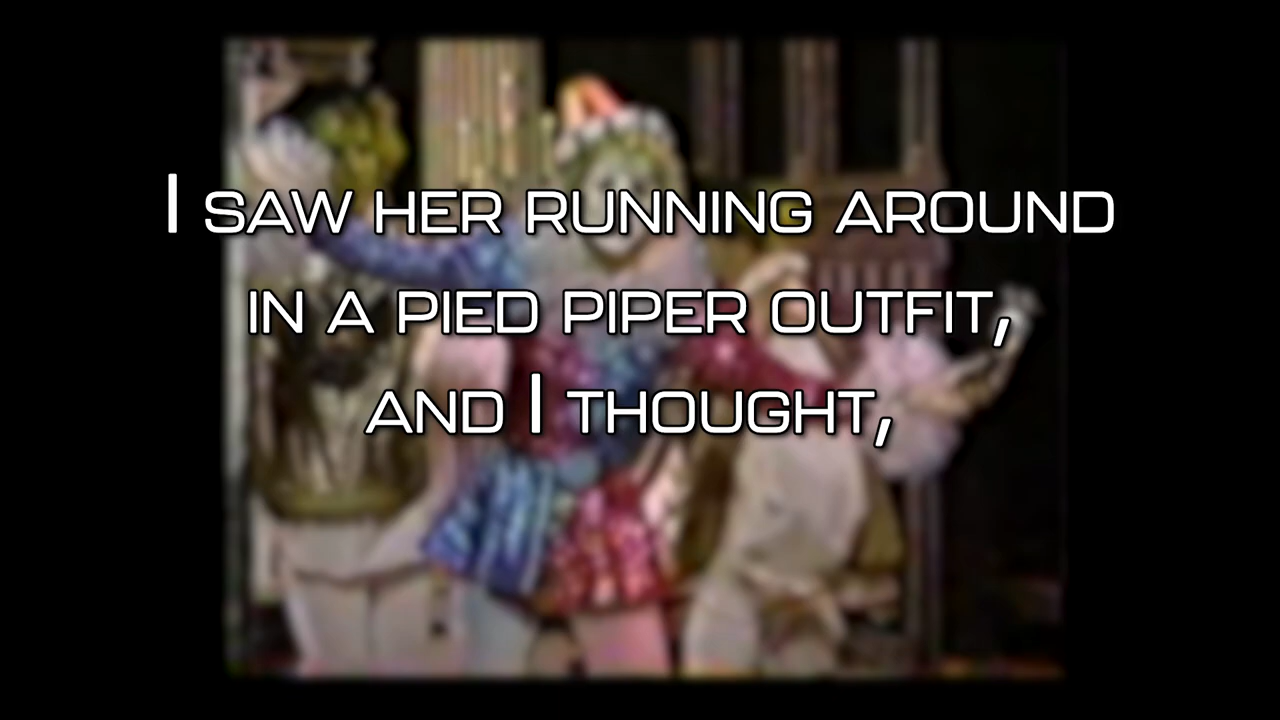 I saw her running around
in a pied piper outfit,
and I thought,